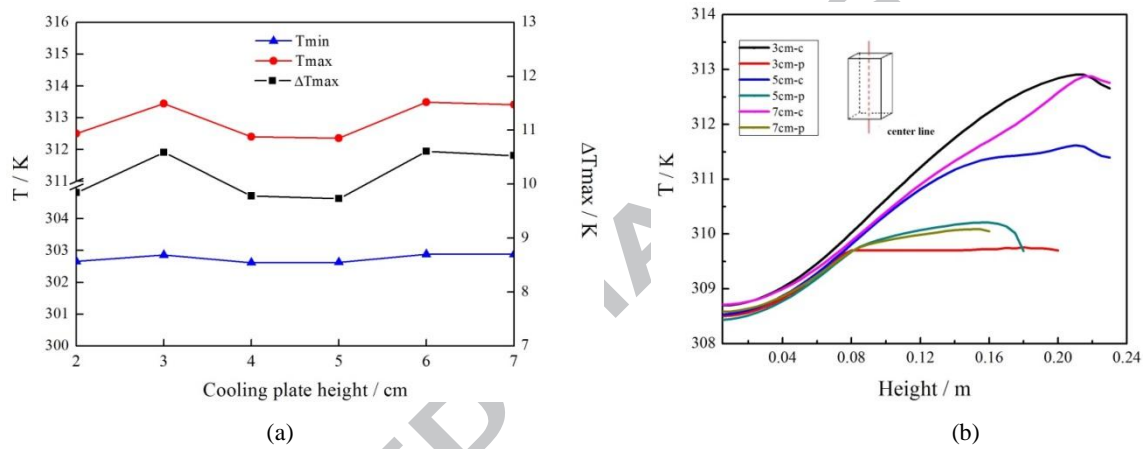 316
315
314
313
312
311
304
303
302
301
300
T / K
Tmin
Tmax
ΔTmax
13
12
11
10
9
8
7
ΔTmax / K
2 3 4 5 6 7
Cooling plate height / cm
(a)
314
313
312
311
310
309
308
T / K
3cm-c
3cm-p
5cm-c
5cm-p
7cm-c
7cm-p
center line
0.04 0.08 0.12 0.16 0.20 0.24
Height / m
(b)